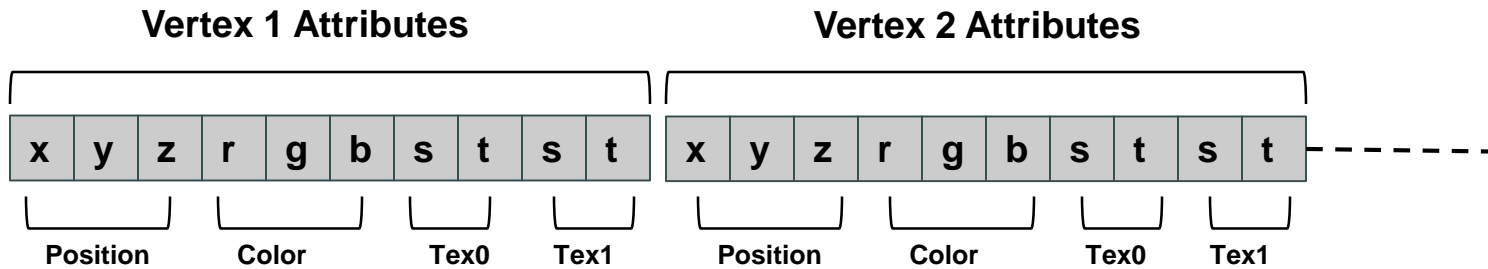 Vertex 1 Attributes Vertex 2 Attributes
x y z r g b s t s t x y z r g b s t s t
Position Color Tex0 Tex1 Position Color Tex0 Tex1